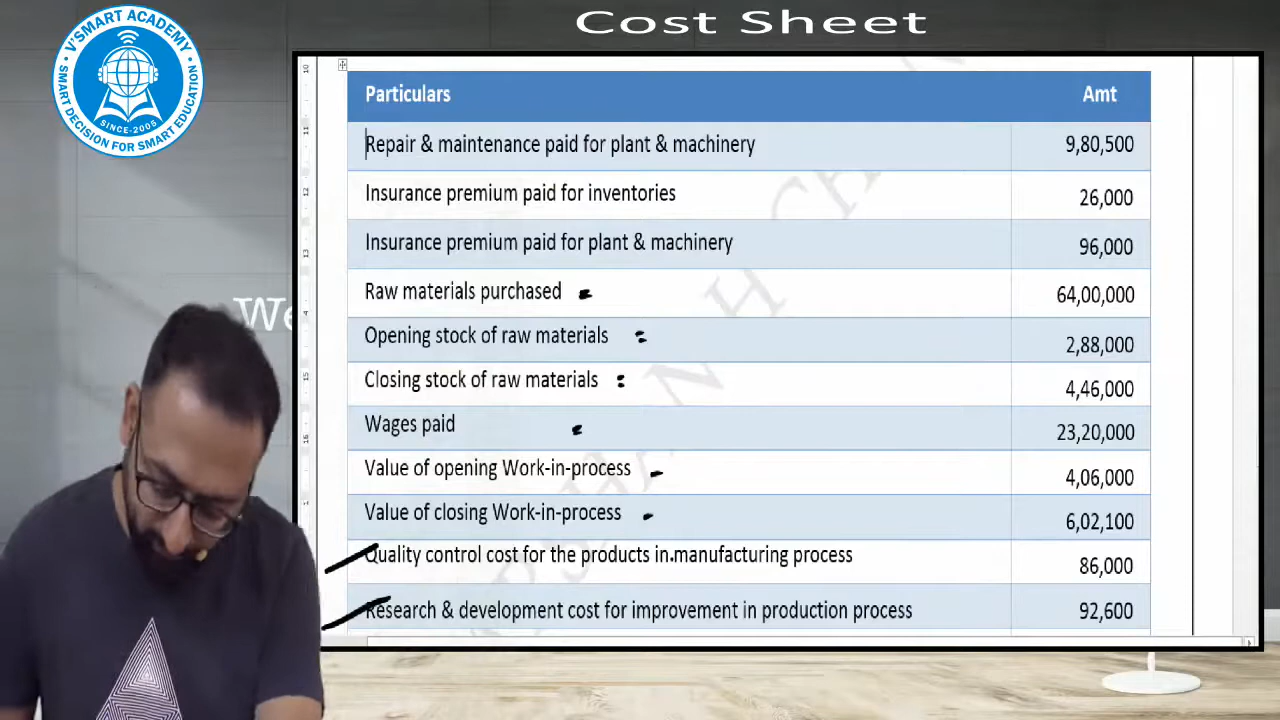 Cost Sheet
V'SMART ACADEMY
SINCE-2005
SMART DECISION FOR SMART EDUCATION
We
Particulars Amt
Repair & maintenance paid for plant & machinery 9,80,500
Insurance premium paid for inventories 26,000
Insurance premium paid for plant & machinery 96,000
Raw materials purchased 64,00,000
Opening stock of raw materials 2,88,000
Closing stock of raw materials 4,46,000
Wages paid 23,20,000
Value of opening Work-in-process 4,06,000
Value of closing Work-in-process 6,02,100
Quality control cost for the products in manufacturing process 86,000
Research & development cost for improvement in production process 92,600